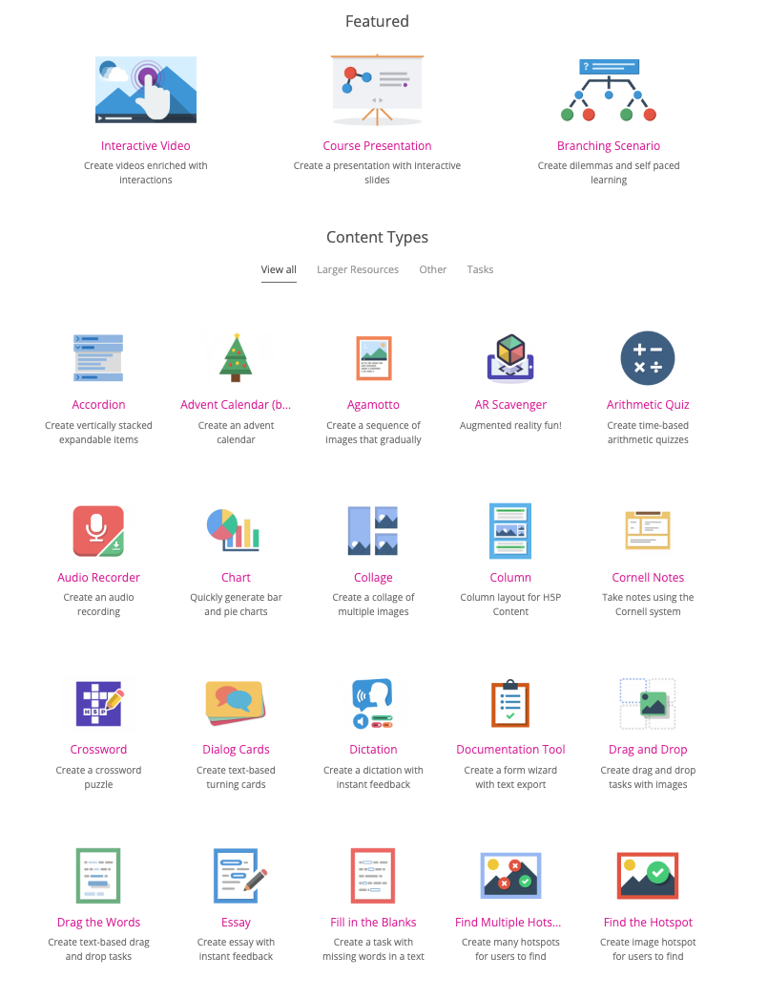 Featured
Interactive Video
Course Presentation
Branching Scenario
Create videos enriched with
interactions
Create a presentation with interactive
slides
Create dilemmas and self paced
learning
Content Types
View all
Larger Resources
Other
Tasks
Accordion
Advent Calendar (b...
Agamotto
AR Scavenger
Arithmetic Quiz
Create vertically stacked
expandable items
Create an advent
calendar
Create a sequence of
images that gradually
Augmented reality fun!
Create time-based
arithmetic quizzes
Audio Recorder
Chart
Collage
Column
Cornell Notes
Create an audio
recording
Quickly generate bar
and pie charts
Create a collage of
multiple images
Column layout for H5P
Content
Take notes using the
Cornell system
H5P
Crossword
Dialog Cards
Dictation
Documentation Tool
Drag and Drop
Create a crossword
puzzle
Create text-based
turning cards
Create a dictation with
instant feedback
Create a form wizard
with text export
Create drag and drop
tasks with images
Drag the Words
Essay
Fill in the Blanks
Find Multiple Hots...
Find the Hotspot
Create text-based drag
and drop tasks
Create essay with
instant feedback
Create a task with
missing words in a text
Create many hotspots
for users to find
Create image hotspot
for users to find